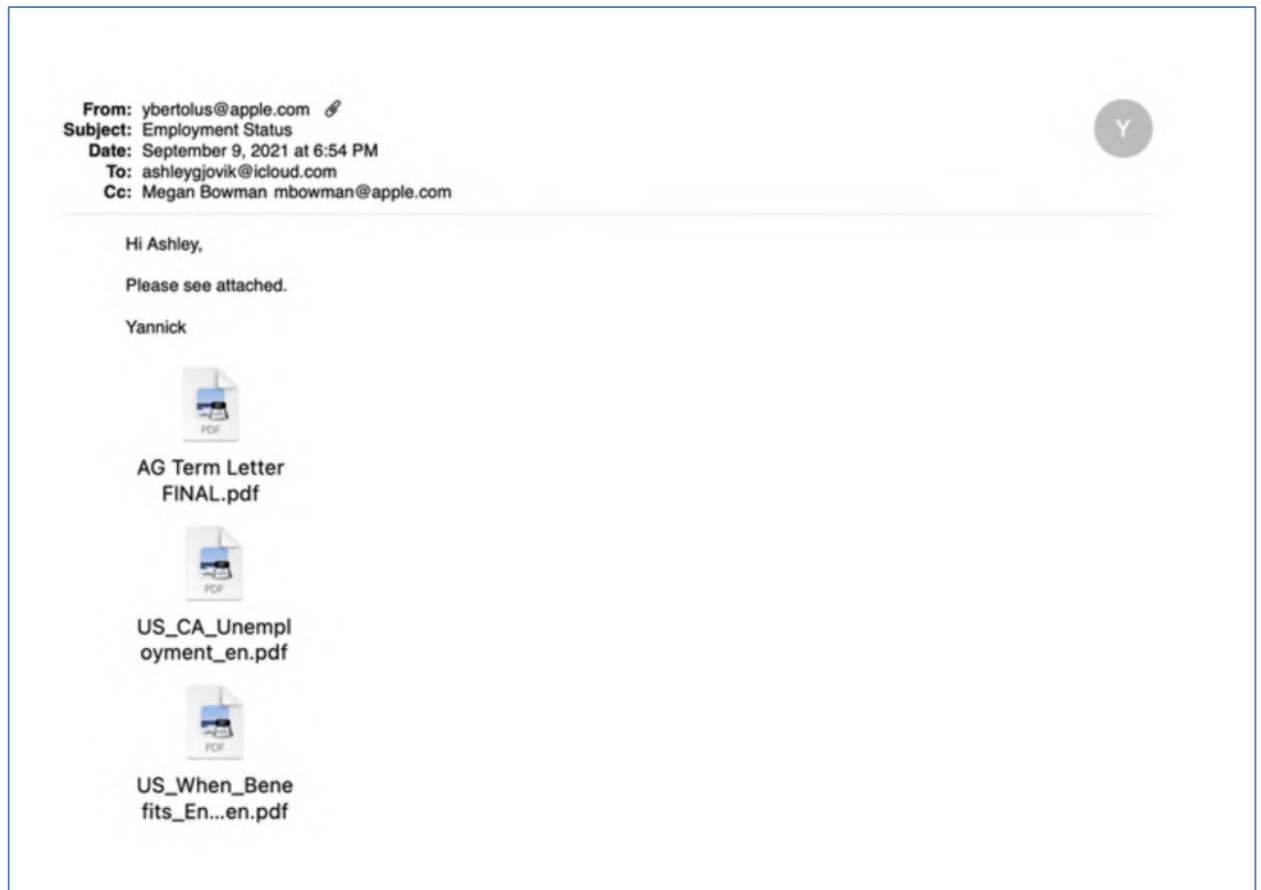 From: ybertolus@apple.com
Subject: Employment Status
Date: September 9, 2021 at 6:54 PM
To: ashleygjovik@icloud.com
Cc: Megan Bowman mbowman@apple.com
Y
Hi Ashley,
Please see attached.
Yannick
PDF
AG Term Letter
FINAL.pdf
PDF
US_CA_Unempl
oyment_en.pdf
PDF
US_When_Bene
fits_En...en.pdf